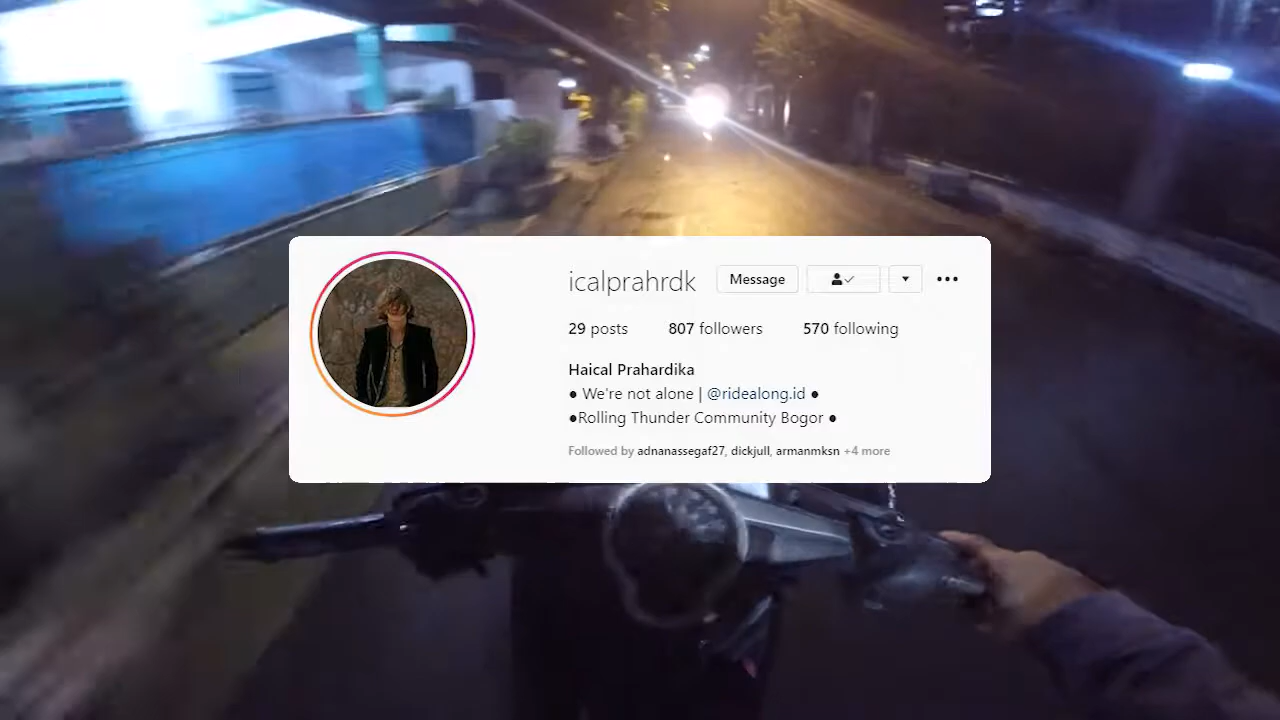 icalprahrdk Message
29 posts 807 followers 570 following
Haical Prahardika
● We're not alone | @ridealong.id ●
●Rolling Thunder Community Bogor ●
Followed by adnanassegaf27, dickjull, armanmksn +4 more